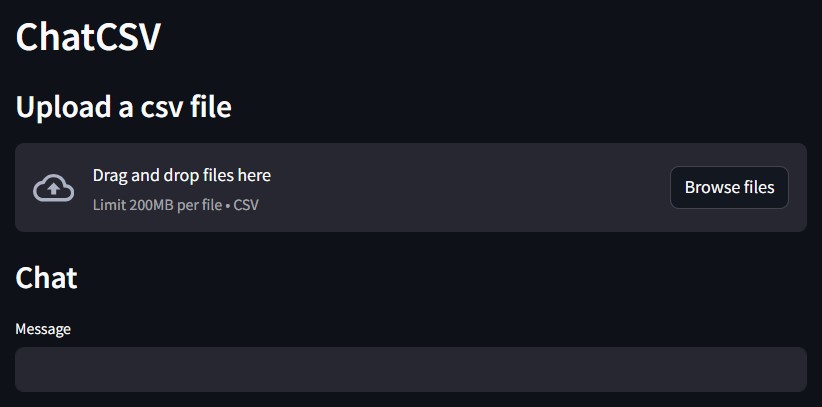 ChatCSV
Upload a csv file
Drag and drop files here
Limit 200MB per file • CSV
Browse files
Chat
Message